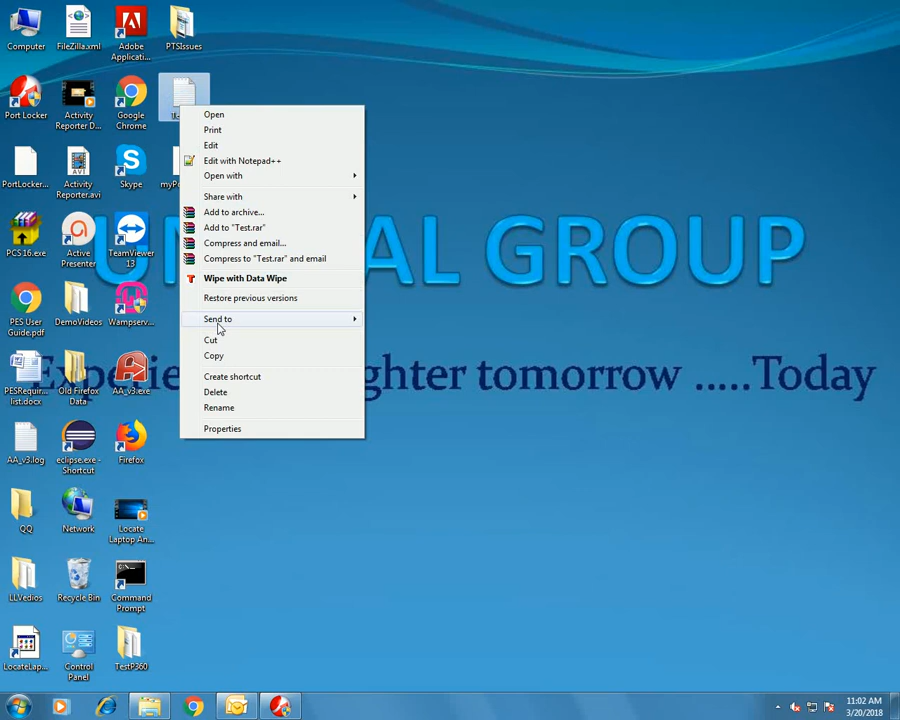 Computer
FileZilla.xml
Adobe
Applicati...
PTSIssues
Port Locker
Activity
Reporter D...
Google
Chrome
PortLocker...
Activity
Reporter.avi
Skype
PCS16.exe
Active
Presenter
TeamViewer
13
PES User
Guide.pdf
DemoVideos
Wampserv...
PESRequir...
list.docx
Old Firefox
Data
AA_v3.exe
AA_v3.log
eclipse.exe -
Shortcut
Firefox
QQ
Network
Locate
Laptop An...
LLVedios
Recycle Bin
Command
Prompt
LocateLap...
Control
Panel
TestP360
Open
Print
Edit
Edit with Notepad++
Open with
Share with
Add to archive...
Add to "Test.rar"
Compress and email...
Compress to "Test.rar" and email
Wipe with Data Wipe
Restore previous versions
Send to
Cut
Copy
Create shortcut
Delete
Rename
Properties
AL GROUP
ghter tomorrow .....Today
AVI
11:02 AM
3/20/2018